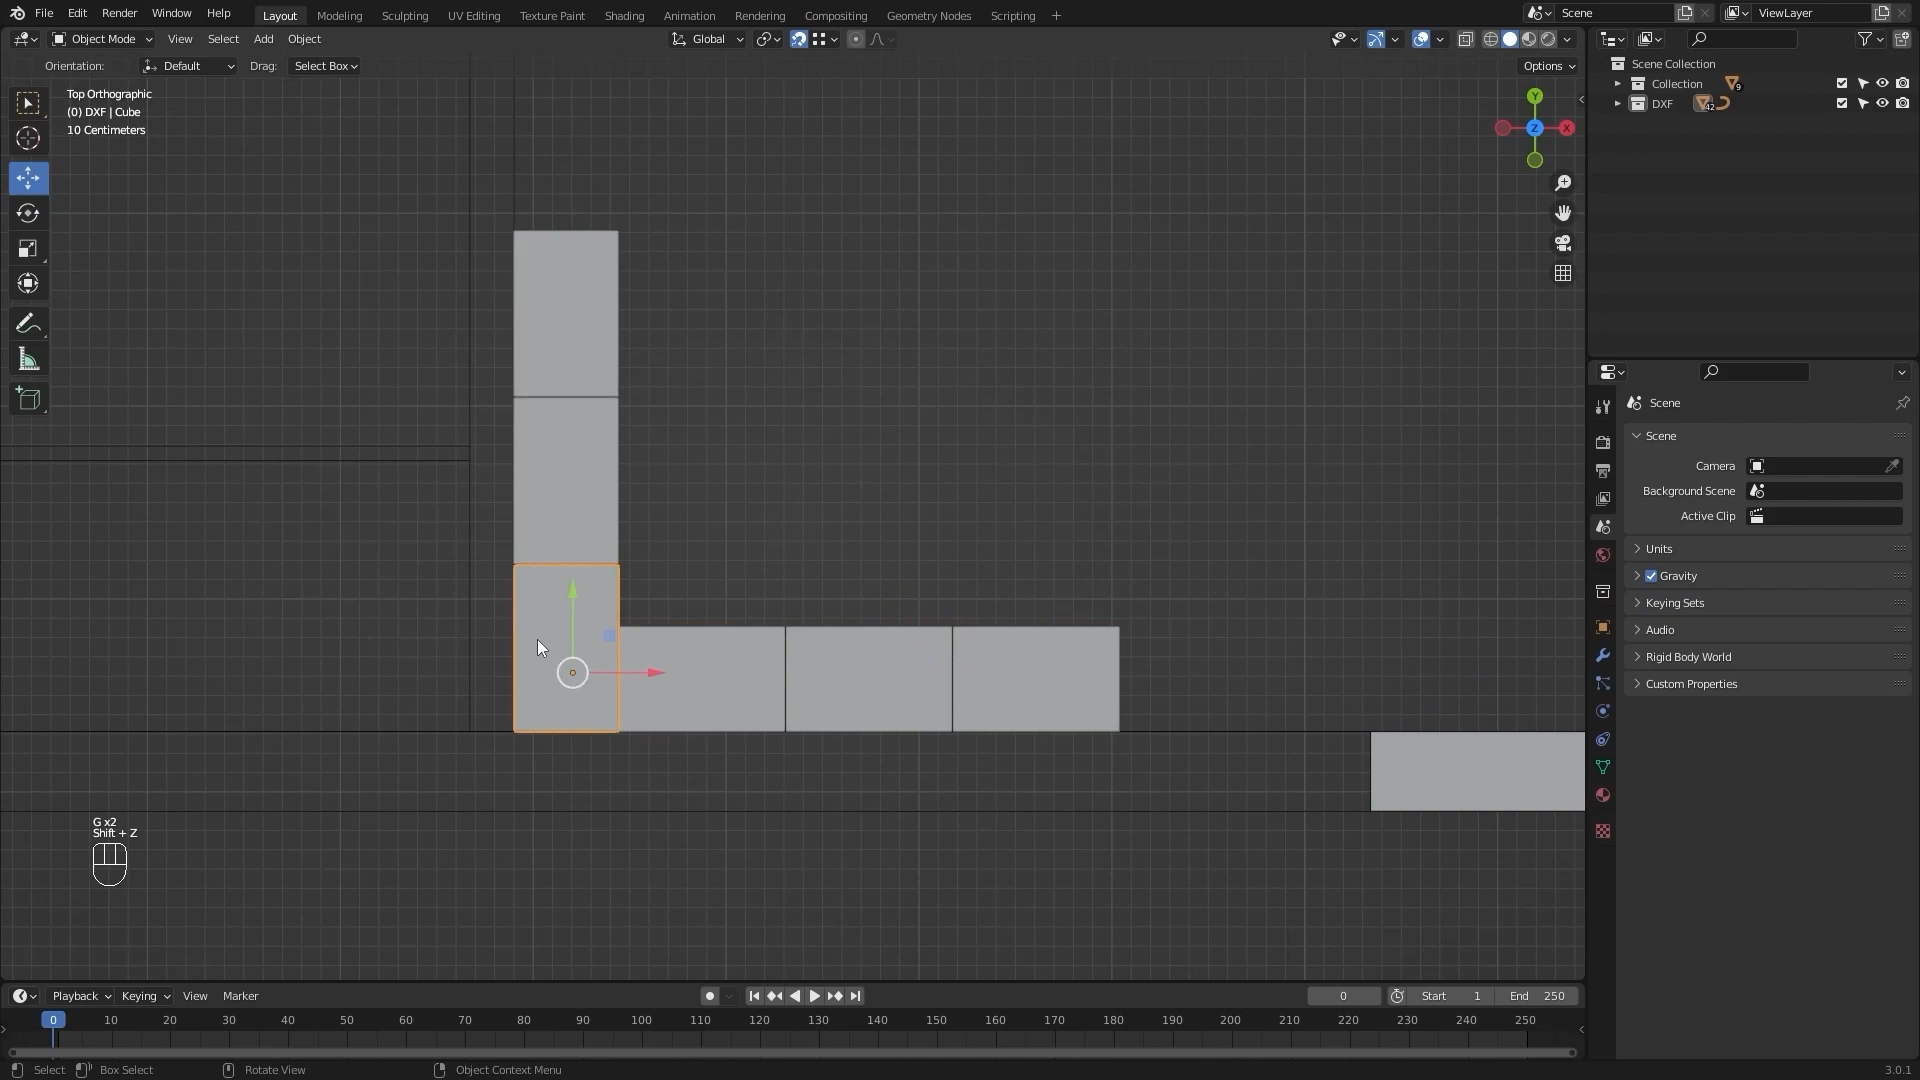 File Edit Render Window Help Layout Modeling Sculpting UV Editing Texture Paint Shading Animation Rendering Compositing Geometry Nodes Scripting + Scene ViewLayer
Object Mode View Select Add Object Global
Orientation: Default Drag: Select Box Options
Top Orthographic
(0) DXF | Cube
10 Centimeters
Y
Z
X
Scene Collection
Collection 9
DXF 42
Scene
Scene
Camera
Background Scene
Active Clip
Units
Gravity
Keying Sets
Audio
Rigid Body World
Custom Properties
G x2
Shift + Z
Playback Keying View Marker 0 Start 1 End 250
0 10 20 30 40 50 60 70 80 90 100 110 120 130 140 150 160 170 180 190 200 210 220 230 240 250
Select Box Select Rotate View Object Context Menu 3.0.1